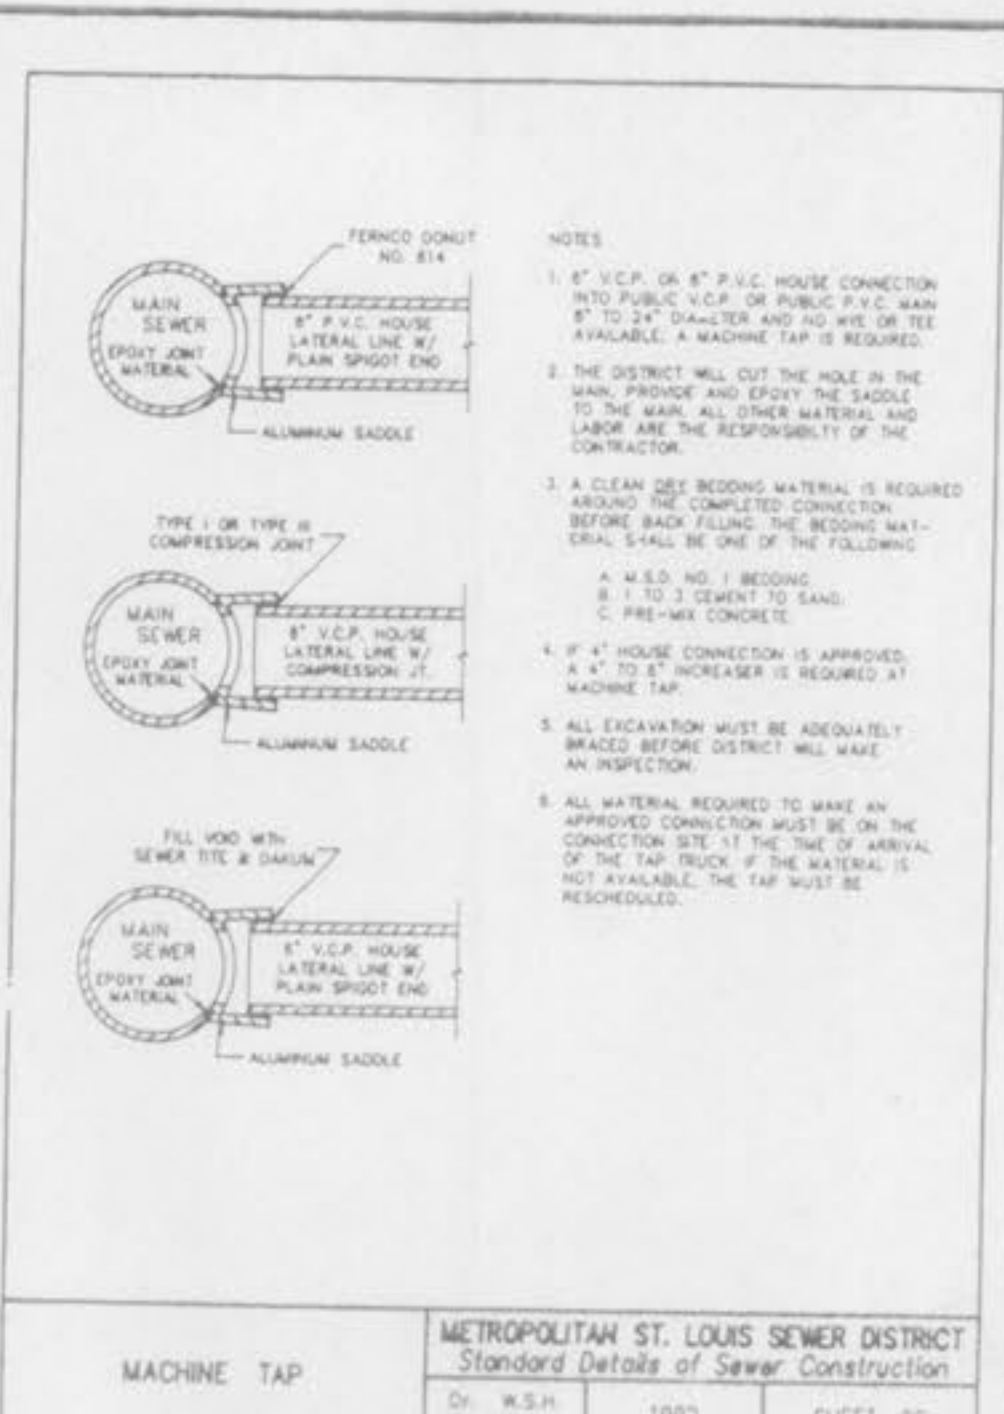 FERNCO DONUT
NO. 614
MAIN
SEWER
EPOXY JOINT
MATERIAL
6" P.V.C. HOUSE
LATERAL LINE W/
PLAIN SPIGOT END
ALUMINUM SADDLE
TYPE I OR TYPE III
COMPRESSION JOINT
MAIN
SEWER
EPOXY JOINT
MATERIAL
6" V.C.P. HOUSE
LATERAL LINE W/
COMPRESSION JT.
ALUMINUM SADDLE
FILL VOID WITH
SEWER TITE & OAKUM
MAIN
SEWER
EPOXY JOINT
MATERIAL
6" V.C.P. HOUSE
LATERAL LINE W/
PLAIN SPIGOT END
ALUMINUM SADDLE
NOTES
1. 6" V.C.P. OR 6" P.V.C. HOUSE CONNECTION
INTO PUBLIC V.C.P. OR PUBLIC P.V.C. MAIN
8" TO 24" DIAMETER AND NO WYE OR TEE
AVAILABLE, A MACHINE TAP IS REQUIRED.
2. THE DISTRICT WILL CUT THE HOLE IN THE
MAIN, PROVIDE AND EPOXY THE SADDLE
TO THE MAIN. ALL OTHER MATERIAL AND
LABOR ARE THE RESPONSIBILTY OF THE
CONTRACTOR.
3. A CLEAN DRY BEDDING MATERIAL IS REQUIRED
AROUND THE COMPLETED CONNECTION
BEFORE BACK FILLING. THE BEDDING MAT-
ERIAL SHALL BE ONE OF THE FOLLOWING
A. M.S.D. NO. 1 BEDDING
B. 1 TO 3 CEMENT TO SAND.
C. PRE-MIX CONCRETE
4. IF 4" HOUSE CONNECTION IS APPROVED,
A 4" TO 6" INCREASER IS REQUIRED AT
MACHINE TAP.
5. ALL EXCAVATION MUST BE ADEQUATELY
BRACED BEFORE DISTRICT WILL MAKE
AN INSPECTION.
6. ALL MATERIAL REQUIRED TO MAKE AN
APPROVED CONNECTION MUST BE ON THE
CONNECTION SITE AT THE TIME OF ARRIVAL
OF THE TAP TRUCK. IF THE MATERIAL IS
NOT AVAILABLE, THE TAP MUST BE
RESCHEDULED.
MACHINE TAP
METROPOLITAN ST. LOUIS SEWER DISTRICT
Standard Details of Sewer Construction
Dr. W.S.H.
SHEET